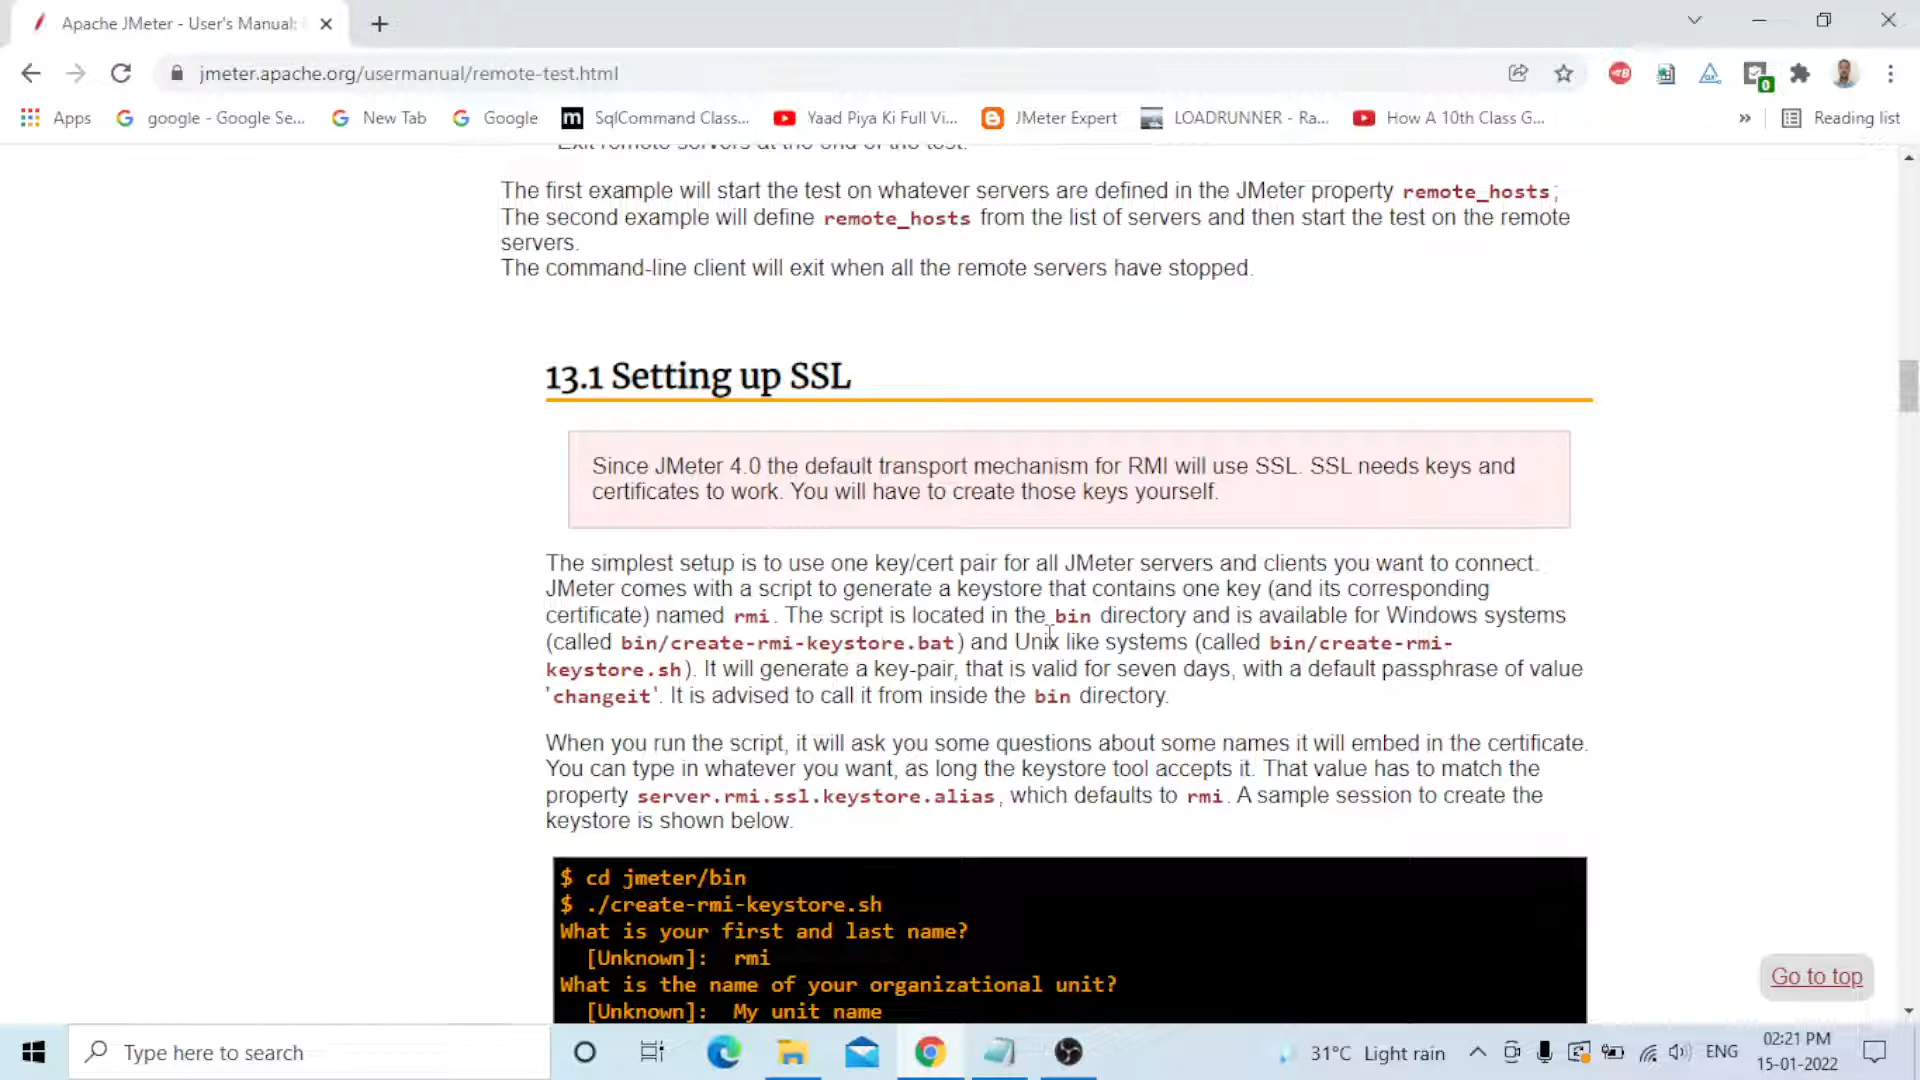 Apache JMeter - User's Manual:
jmeter.apache.org/usermanual/remote-test.html
Apps
google - Google Se...
New Tab
Google
SqlCommand Class...
Yaad Piya Ki Full Vi...
JMeter Expert
LOADRUNNER - Ra...
How A 10th Class G...
»
Reading list
Exit remote servers at the end of the test.
The first example will start the test on whatever servers are defined in the JMeter property remote_hosts;
The second example will define remote_hosts from the list of servers and then start the test on the remote
servers.
The command-line client will exit when all the remote servers have stopped.
13.1 Setting up SSL
Since JMeter 4.0 the default transport mechanism for RMI will use SSL. SSL needs keys and
certificates to work. You will have to create those keys yourself.
The simplest setup is to use one key/cert pair for all JMeter servers and clients you want to connect.
JMeter comes with a script to generate a keystore that contains one key (and its corresponding
certificate) named rmi. The script is located in the bin directory and is available for Windows systems
(called bin/create-rmi-keystore.bat) and Unix like systems (called bin/create-rmi-
keystore.sh). It will generate a key-pair, that is valid for seven days, with a default passphrase of value
'changeit'. It is advised to call it from inside the bin directory.
When you run the script, it will ask you some questions about some names it will embed in the certificate.
You can type in whatever you want, as long the keystore tool accepts it. That value has to match the
property server.rmi.ssl.keystore.alias, which defaults to rmi. A sample session to create the
keystore is shown below.
$ cd jmeter/bin
$ ./create-rmi-keystore.sh
What is your first and last name?
[Unknown]: rmi
What is the name of your organizational unit?
[Unknown]: My unit name
Go to top
Type here to search
31°C Light rain
ENG
02:21 PM
15-01-2022
0